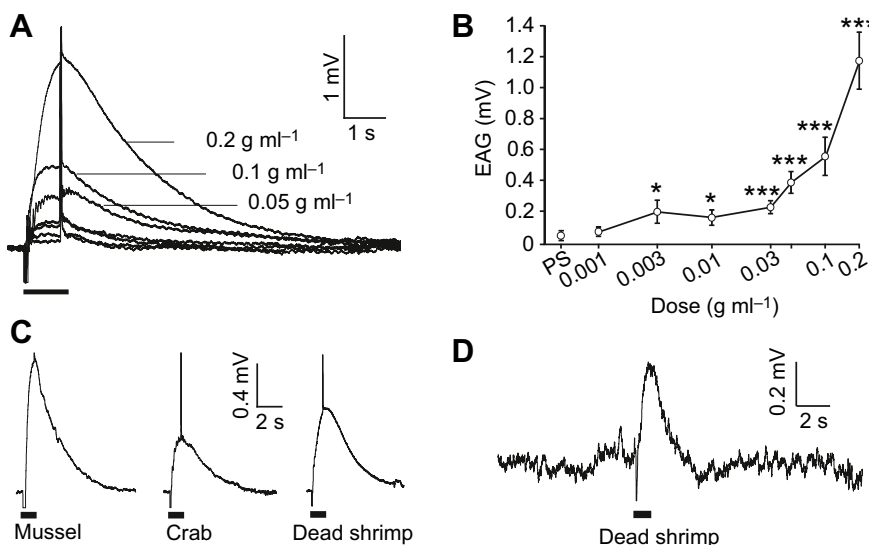 A
1 mV
1 s
0.2 g ml⁻¹
0.1 g ml⁻¹
0.05 g ml⁻¹
B
EAG (mV)
1.4
1.2
1.0
0.8
0.6
0.4
0.2
0
*
*
***
***
***
***
PS
0.001
0.003
0.01
0.03
0.1
0.2
Dose (g ml⁻¹)
C
0.4 mV
2 s
Mussel
Crab
Dead shrimp
D
0.2 mV
2 s
Dead shrimp